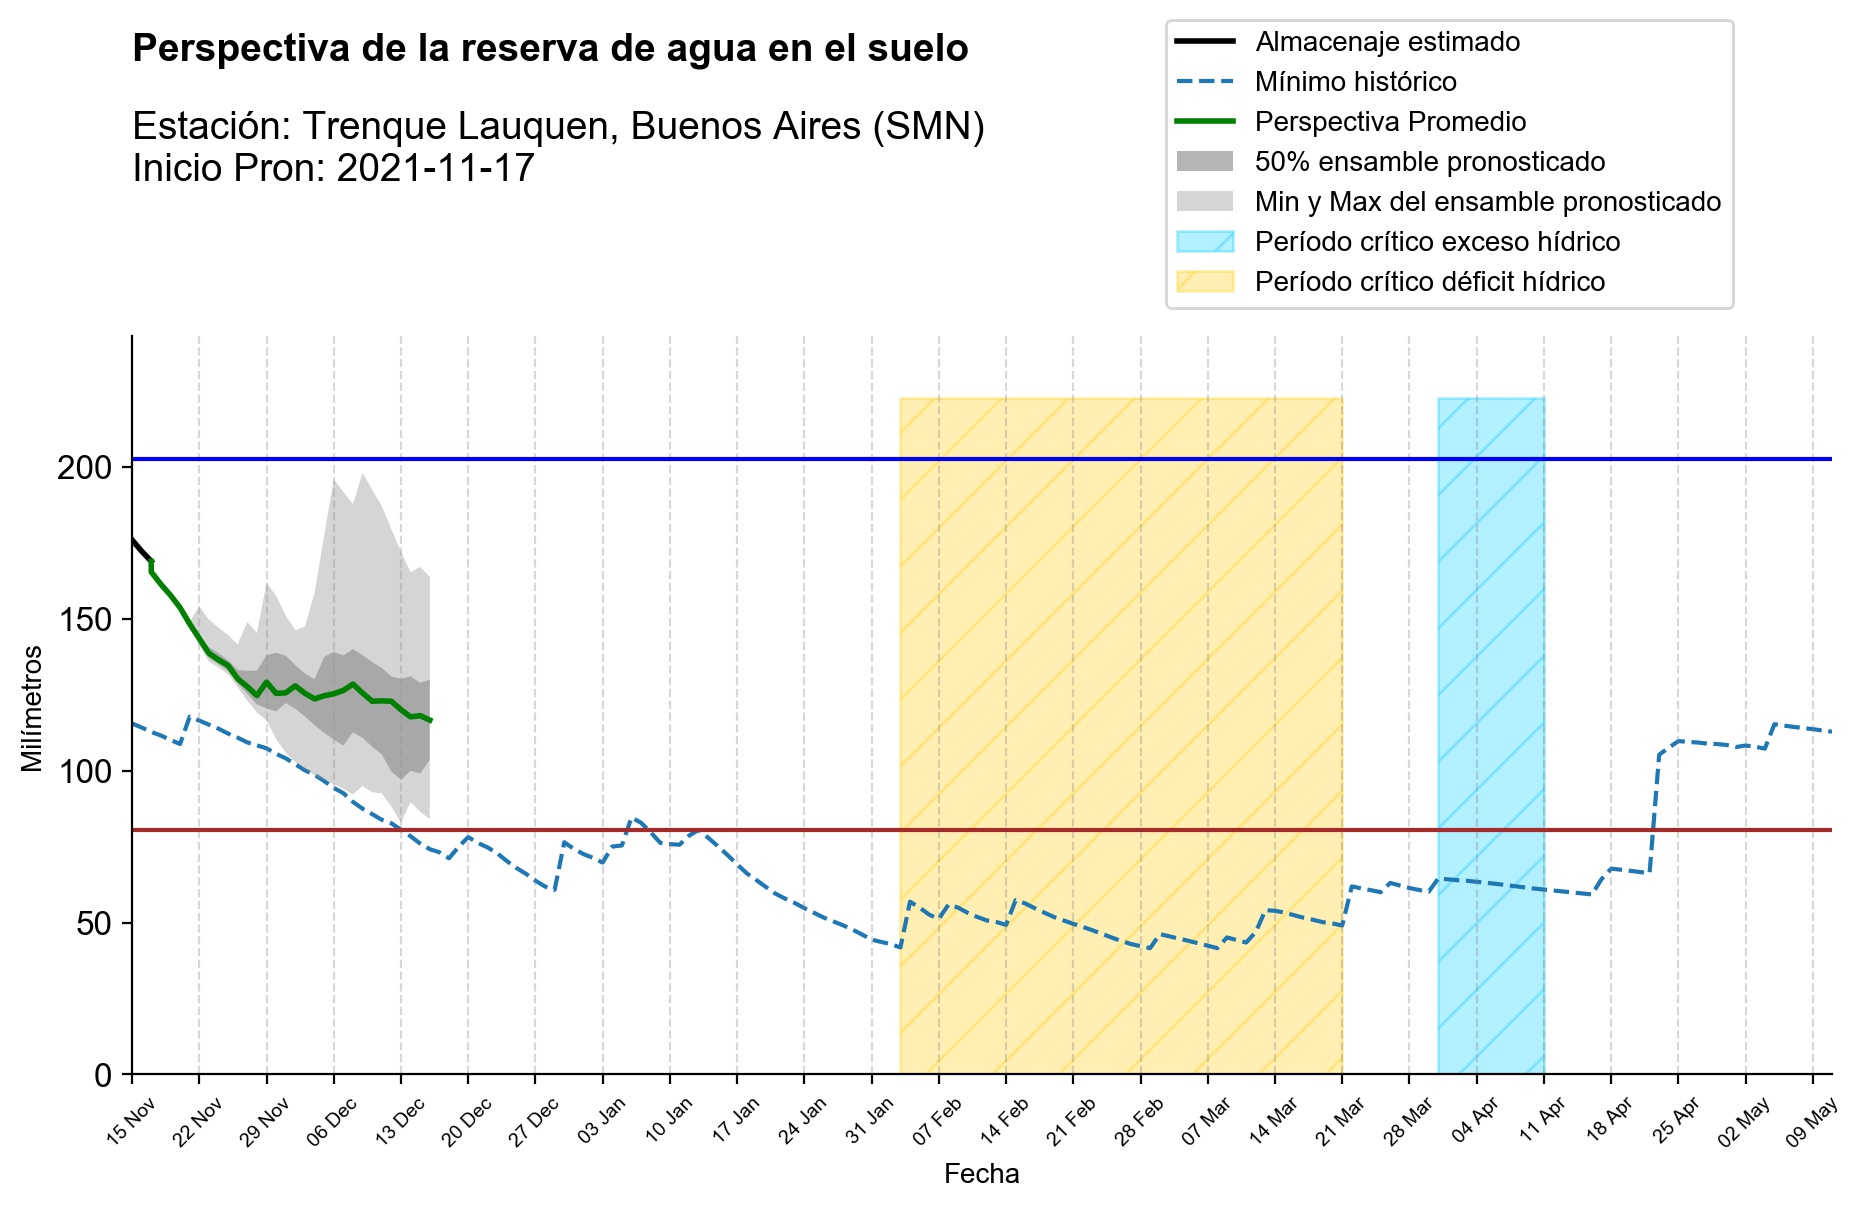 Perspectiva de la reserva de agua en el suelo
Estación: Trenque Lauquen, Buenos Aires (SMN)
Inicio Pron: 2021-11-17
Almacenaje estimado
Mínimo histórico
Perspectiva Promedio
50% ensamble pronosticado
Min y Max del ensamble pronosticado
Período crítico exceso hídrico
Período crítico déficit hídrico
Milímetros
200
150
100
50
0
15 Nov
22 Nov
29 Nov
06 Dec
13 Dec
20 Dec
27 Dec
03 Jan
10 Jan
17 Jan
24 Jan
31 Jan
07 Feb
14 Feb
21 Feb
28 Feb
07 Mar
14 Mar
21 Mar
28 Mar
04 Apr
11 Apr
18 Apr
25 Apr
02 May
09 May
Fecha